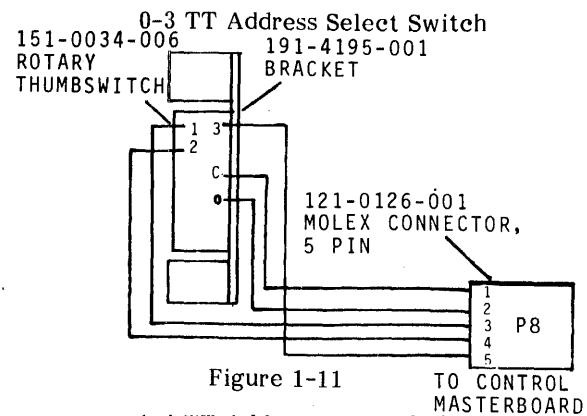 0-3 TT Address Select Switch
151-0034-006
ROTARY
THUMBSWITCH
191-4195-001
BRACKET
1 3
2
C
0
121-0126-001
MOLEX CONNECTOR,
5 PIN
1
2
3
4
5
P8
Figure 1-11
TO CONTROL
MASTERBOARD